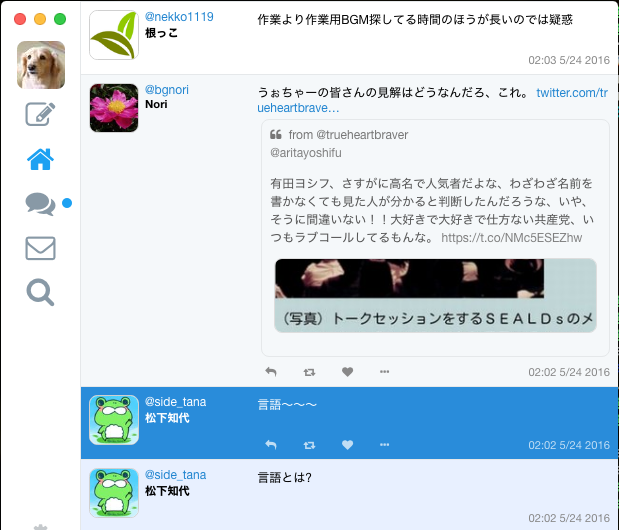 @nekko1119
根っこ
作業より作業用BGM探してる時間のほうが長いのでは疑惑
02:03 5/24 2016
@bgnori
Nori
うぉちゃーの皆さんの見解はどうなんだろ、これ。 twitter.com/tr
ueheartbrave…
from @trueheartbraver
@aritayoshifu
有田ヨシフ、さすがに高名で人気者だよな、わざわざ名前を
書かなくても見た人が分かると判断したんだろうな、いや、
そうに間違いない！！大好きで大好きで仕方ない共産党、い
つもラブコールしてるもんな。 https://t.co/NMc5ESEZhw
（写真）トークセッションをするＳＥＡＬＤｓのメ
02:02 5/24 2016
@side_tana
松下知代
言語〜〜〜
02:02 5/24 2016
@side_tana
松下知代
言語とは?
02:02 5/24 2016